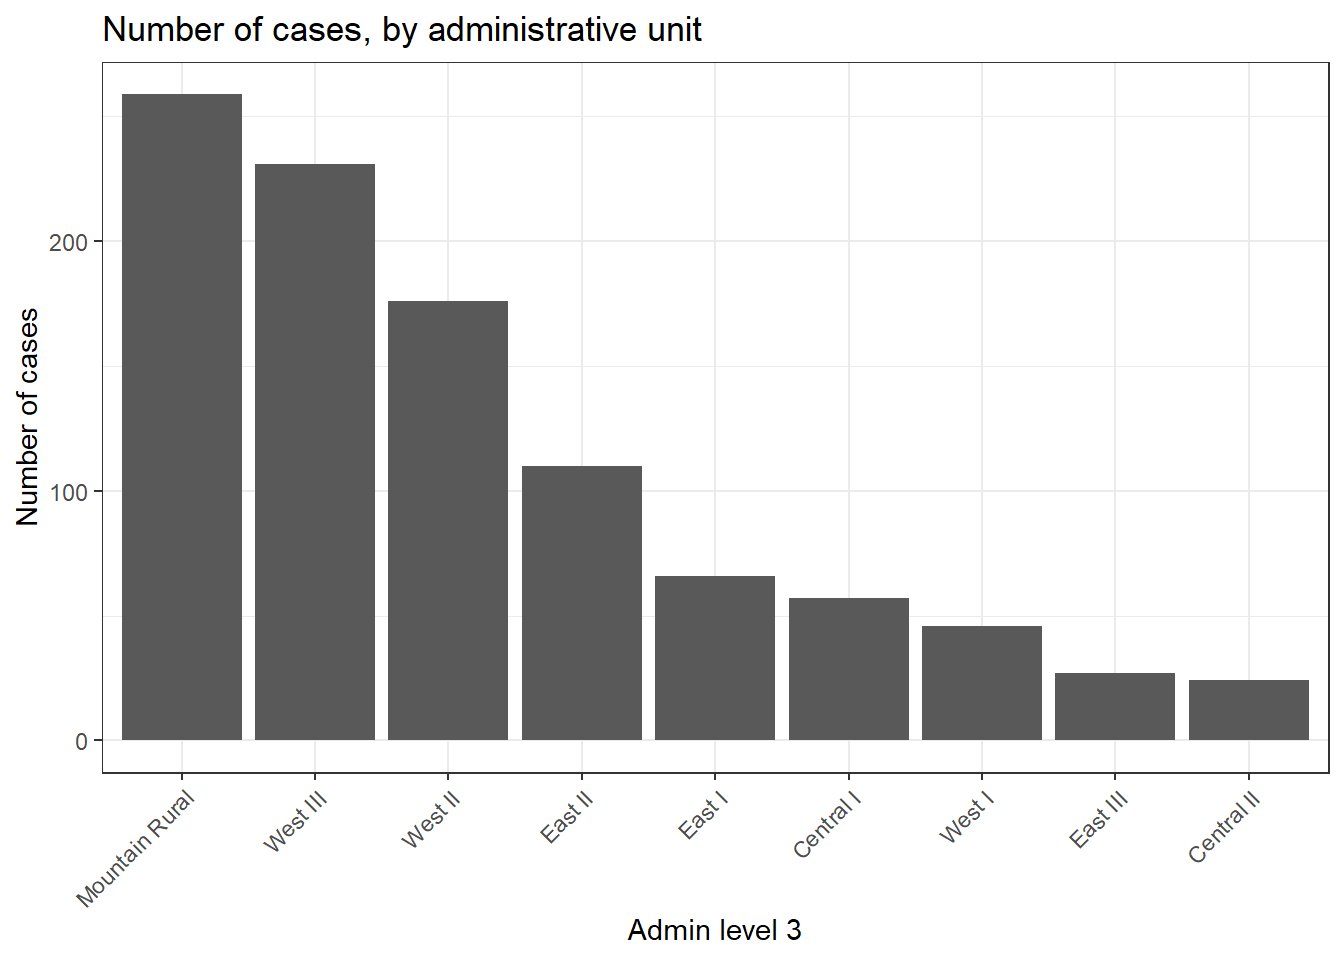 Number of cases, by administrative unit
Number of cases
200
100
0
Mountain Rural
West III
West II
East II
East I
Central I
West I
East III
Central II
Admin level 3